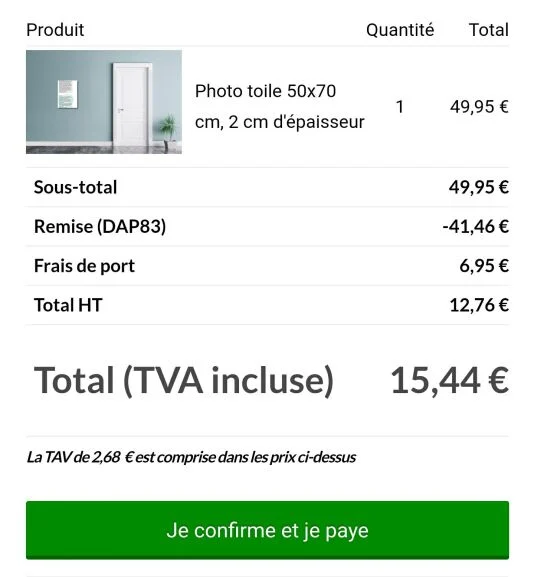 Produit Quantité Total
Photo toile 50x70
cm, 2 cm d'épaisseur 1 49,95 €
Sous-total 49,95 €
Remise (DAP83) -41,46 €
Frais de port 6,95 €
Total HT 12,76 €
Total (TVA incluse) 15,44 €
La TAV de 2,68 € est comprise dans les prix ci-dessus
Je confirme et je paye